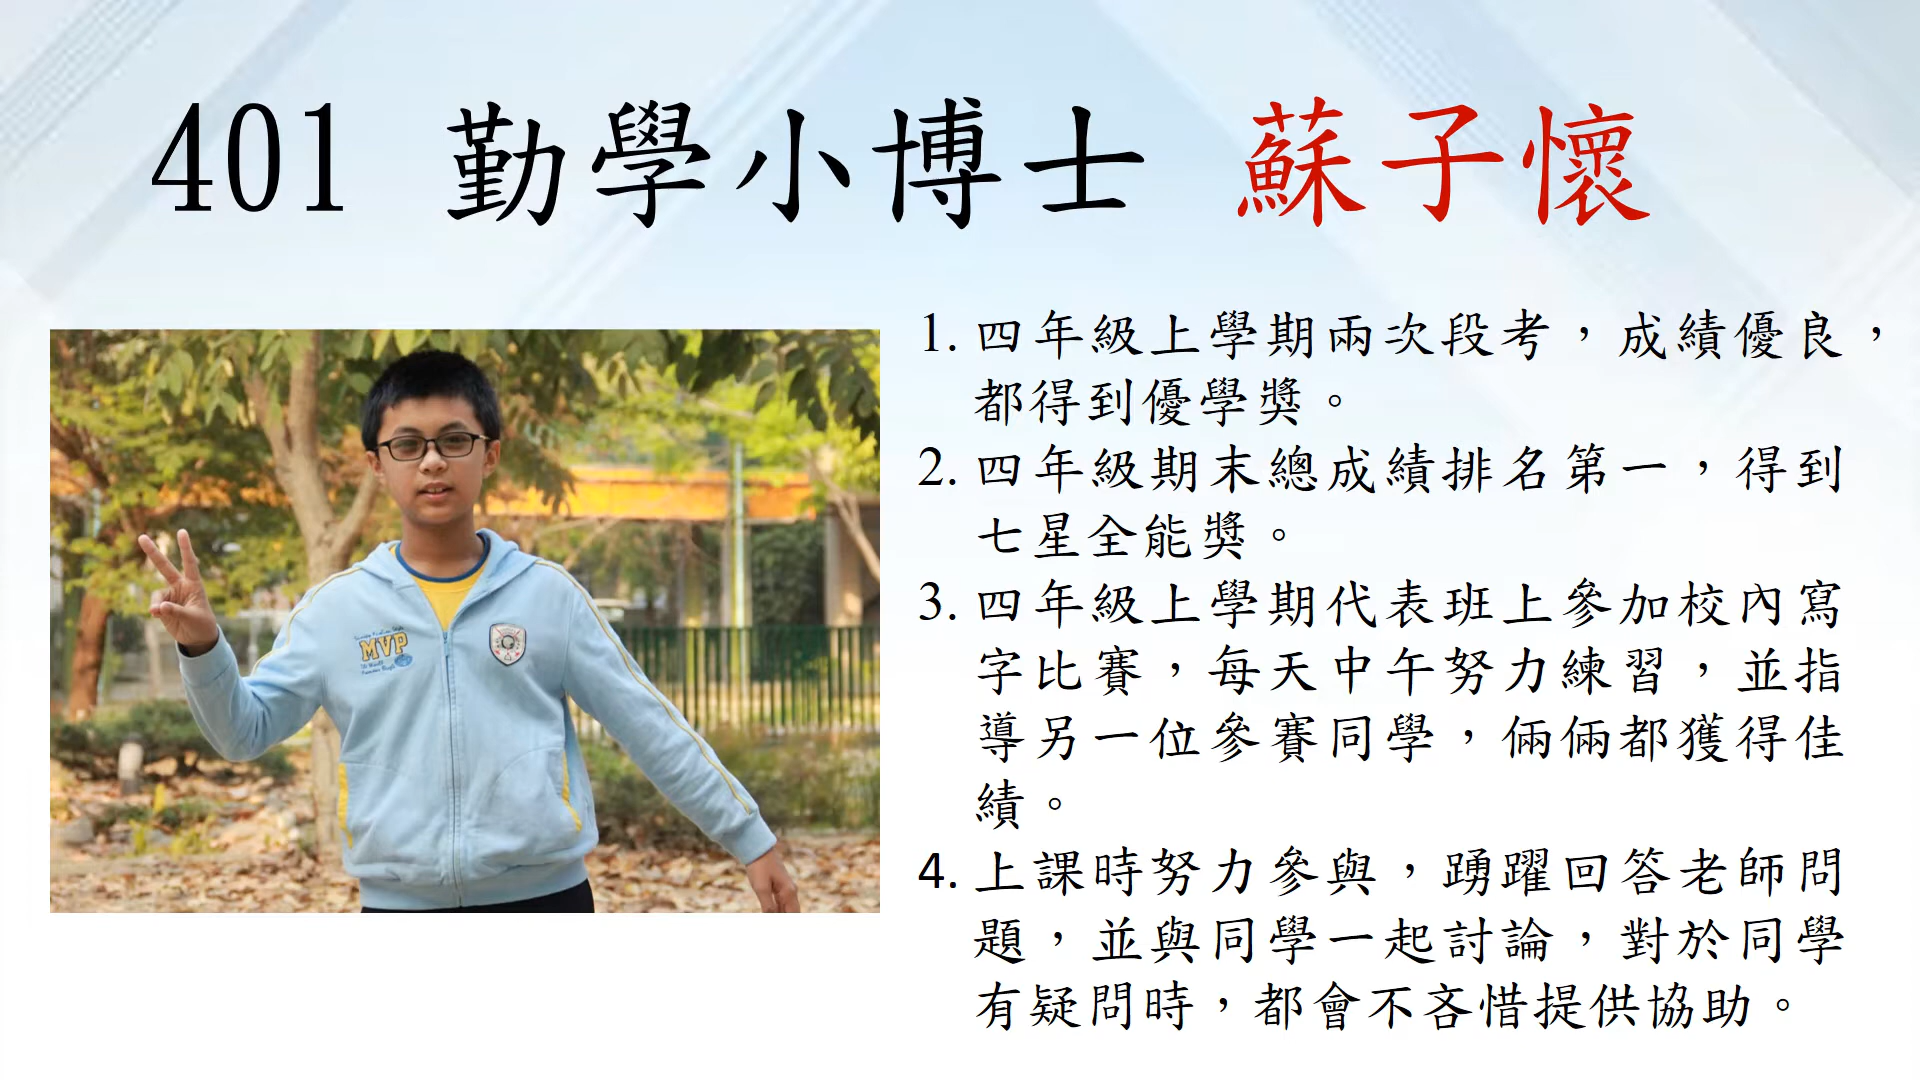 401 勤學小博士 蘇子懷
1. 四年級上學期兩次段考，成績優良，
都得到優學獎。
2. 四年級期末總成績排名第一，得到
七星全能獎。
3. 四年級上學期代表班上參加校內寫
字比賽，每天中午努力練習，並指
導另一位參賽同學，倆倆都獲得佳
績。
4. 上課時努力參與，踴躍回答老師問
題，並與同學一起討論，對於同學
有疑問時，都會不吝惜提供協助。
MVP